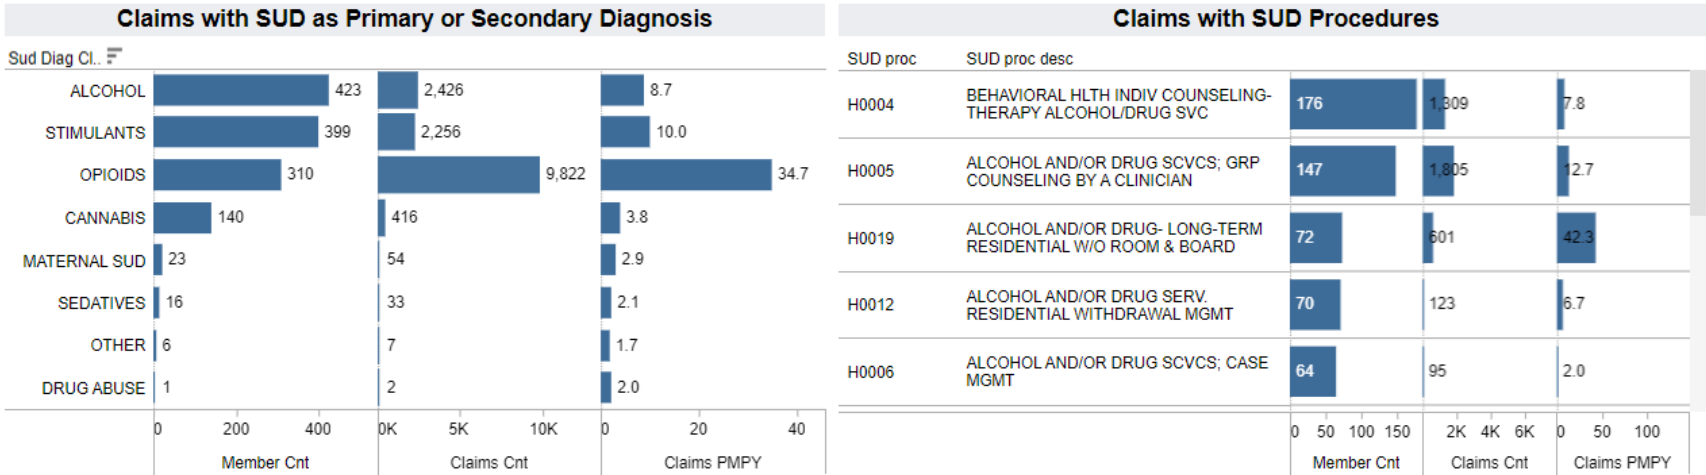 Claims with SUD as Primary or Secondary Diagnosis
Sud Diag Cl..
ALCOHOL 423 2,426 8.7
STIMULANTS 399 2,256 10.0
OPIOIDS 310 9,822 34.7
CANNABIS 140 416 3.8
MATERNAL SUD 23 54 2.9
SEDATIVES 16 33 2.1
OTHER 6 7 1.7
DRUG ABUSE 1 2 2.0
0 200 400 0K 5K 10K 0 20 40
Member Cnt Claims Cnt Claims PMPY
Claims with SUD Procedures
SUD proc SUD proc desc
H0004 BEHAVIORAL HLTH INDIV COUNSELING-
THERAPY ALCOHOL/DRUG SVC 176 1,309 7.8
H0005 ALCOHOL AND/OR DRUG SCVCS; GRP
COUNSELING BY A CLINICIAN 147 1,805 12.7
H0019 ALCOHOL AND/OR DRUG- LONG-TERM
RESIDENTIAL W/O ROOM & BOARD 72 601 42.3
H0012 ALCOHOL AND/OR DRUG SERV.
RESIDENTIAL WITHDRAWAL MGMT 70 123 6.7
H0006 ALCOHOL AND/OR DRUG SCVCS; CASE
MGMT 64 95 2.0
0 50 100 150 2K 4K 6K 0 50 100
Member Cnt Claims Cnt Claims PMPY